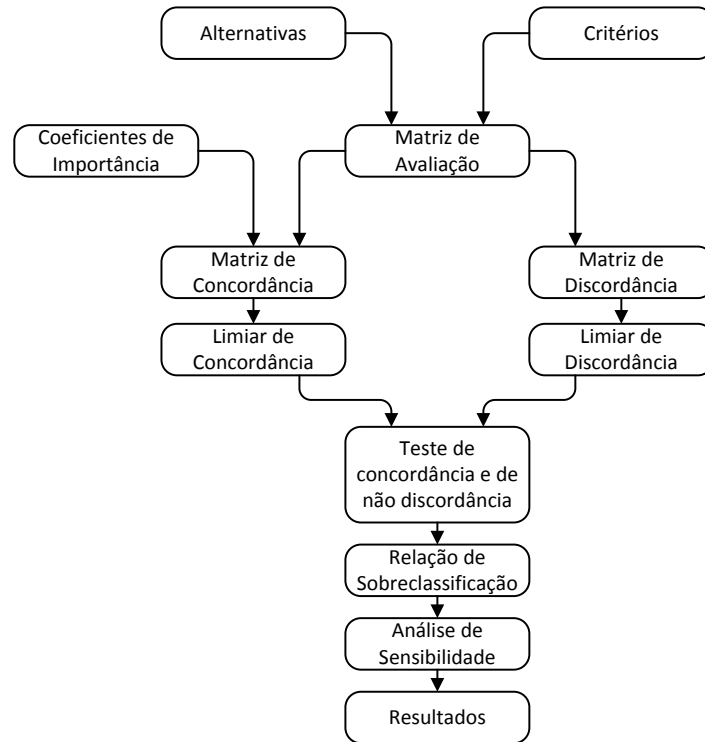 Alternativas
Critérios
Coeficientes de
Importância
Matriz de
Avaliação
Matriz de
Concordância
Matriz de
Discordância
Limiar de
Concordância
Limiar de
Discordância
Teste de
concordância e de
não discordância
Relação de
Sobreclassificação
Análise de
Sensibilidade
Resultados